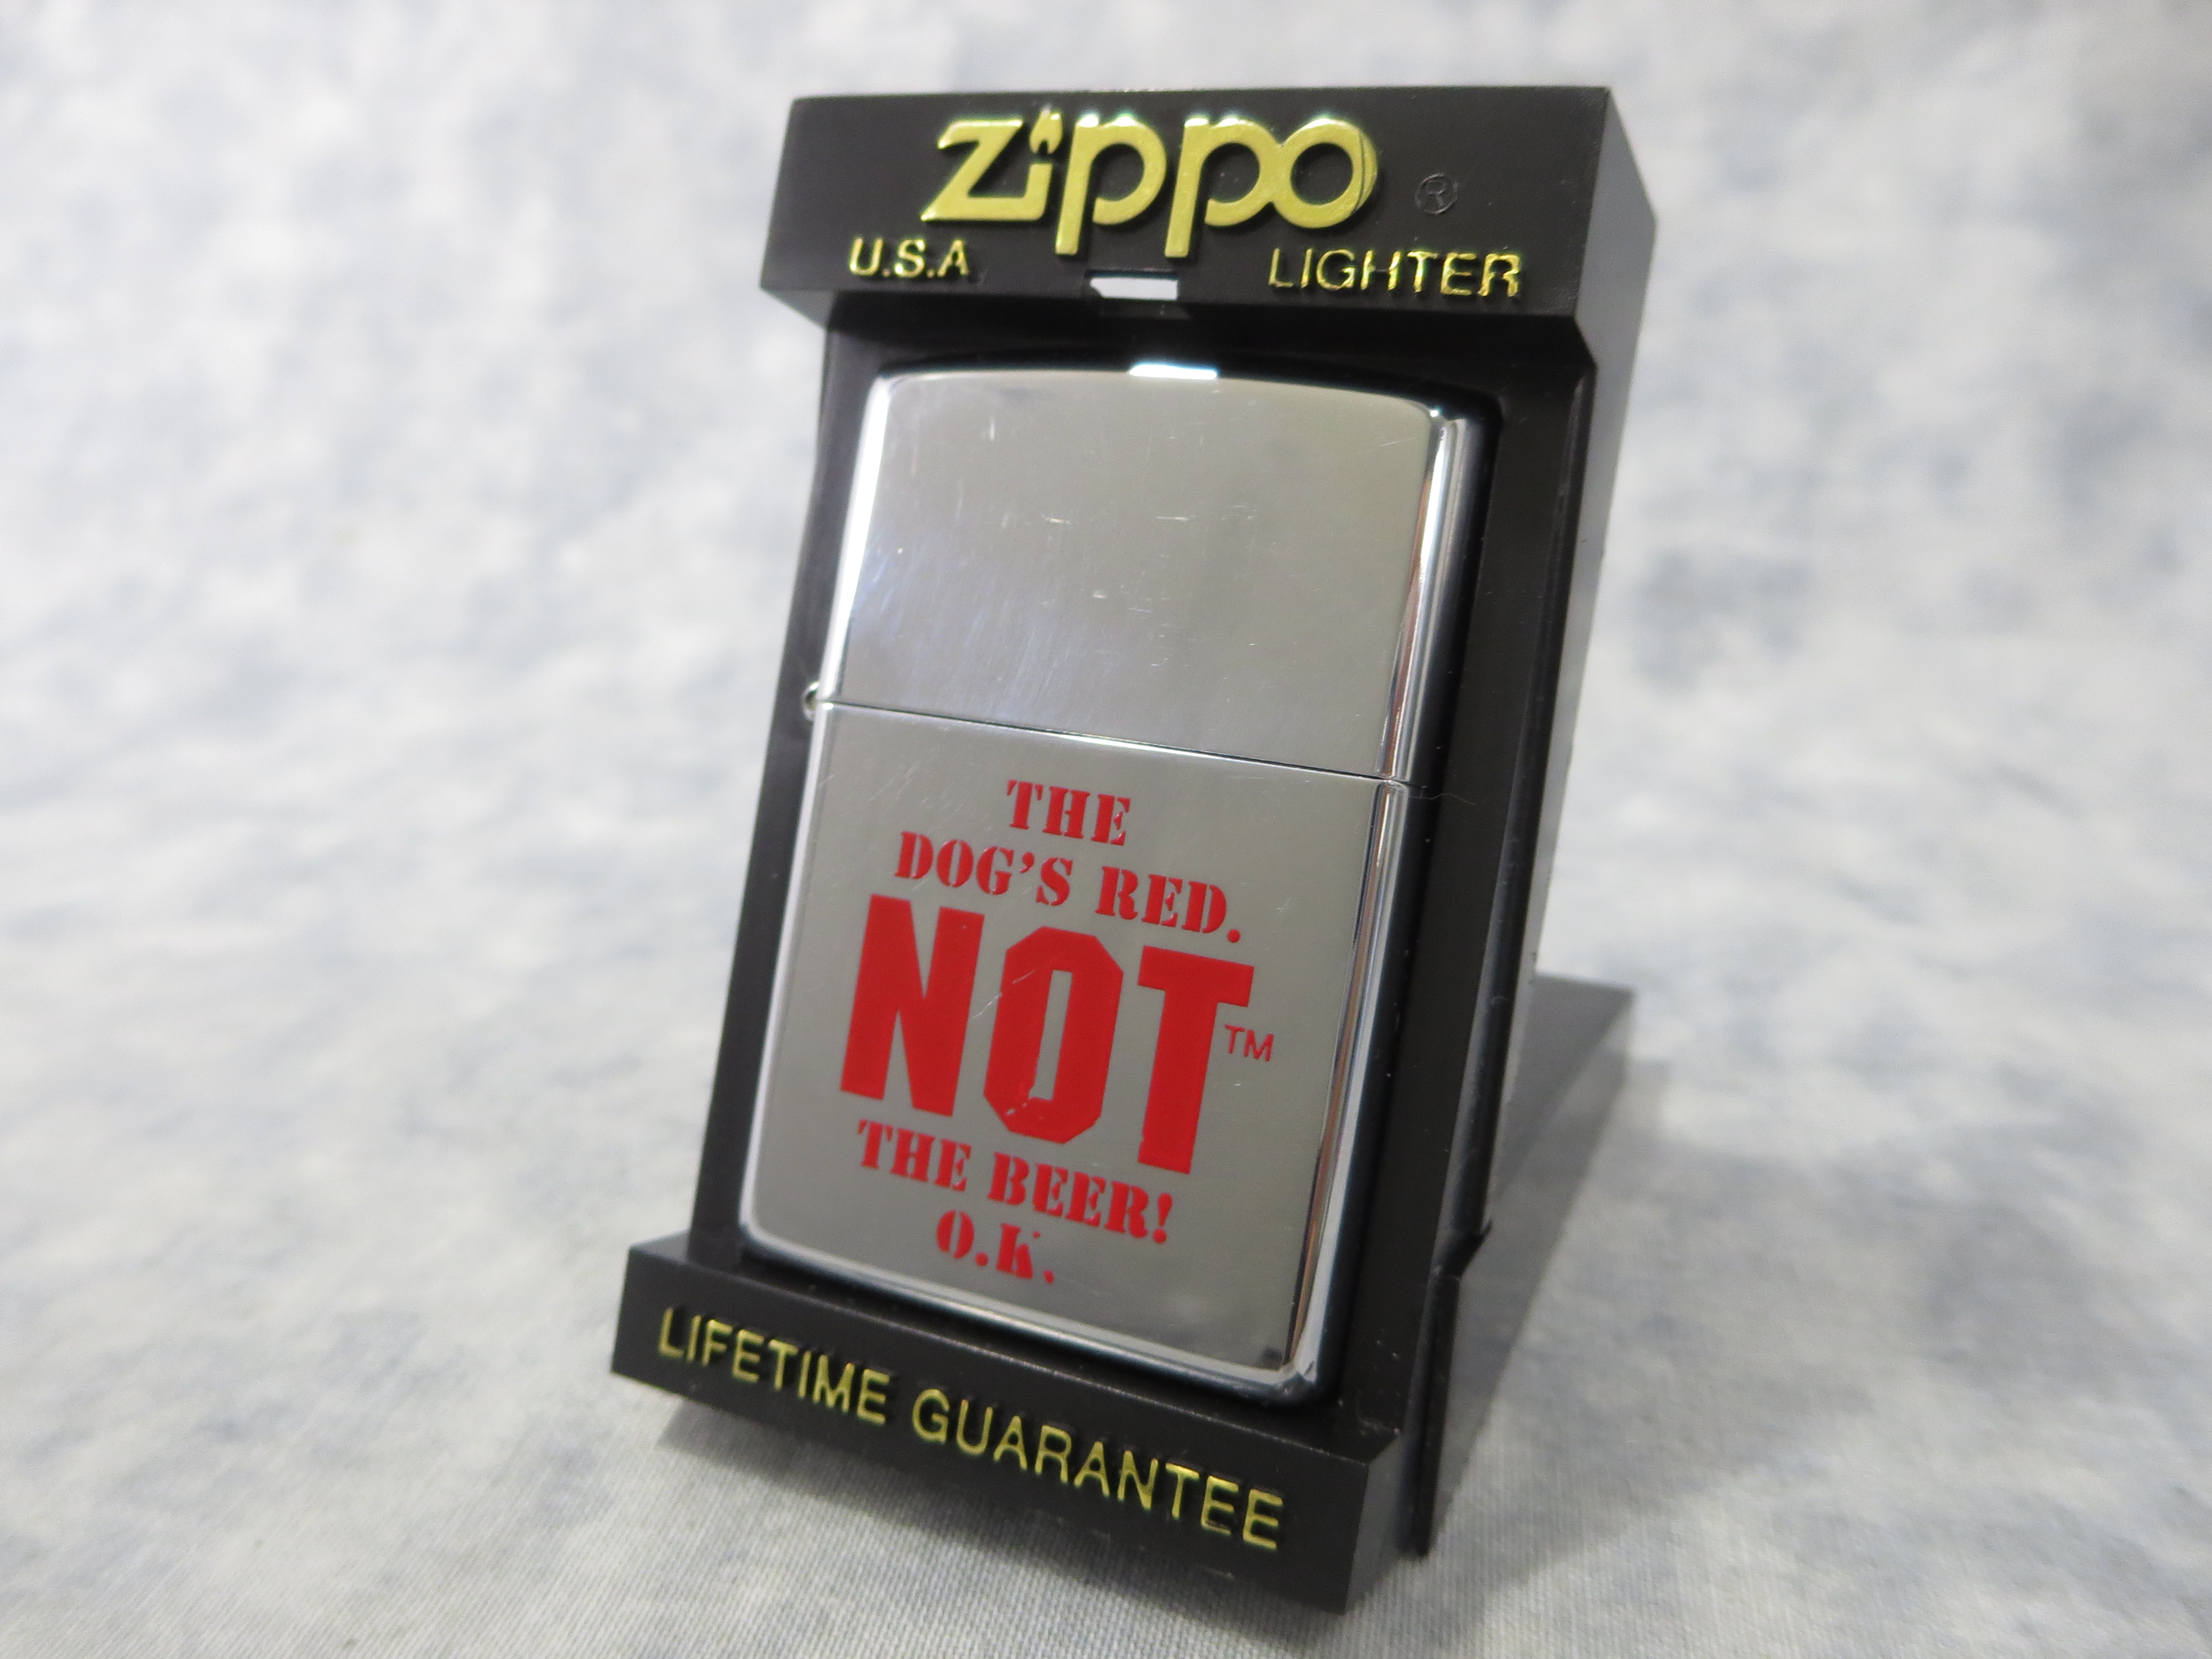 Zippo ®
U.S.A LIGHTER
THE
DOG'S RED.
NOT™
THE BEER!
O.K.
LIFETIME GUARANTEE